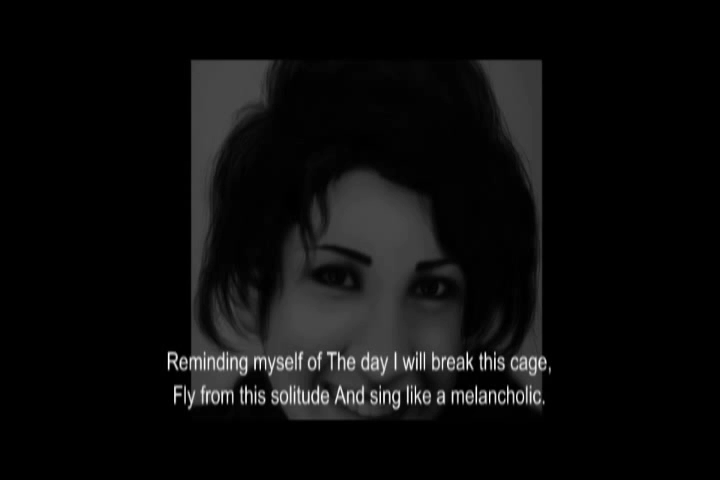 Reminding myself of The day I will break this cage,
Fly from this solitude And sing like a melancholic.